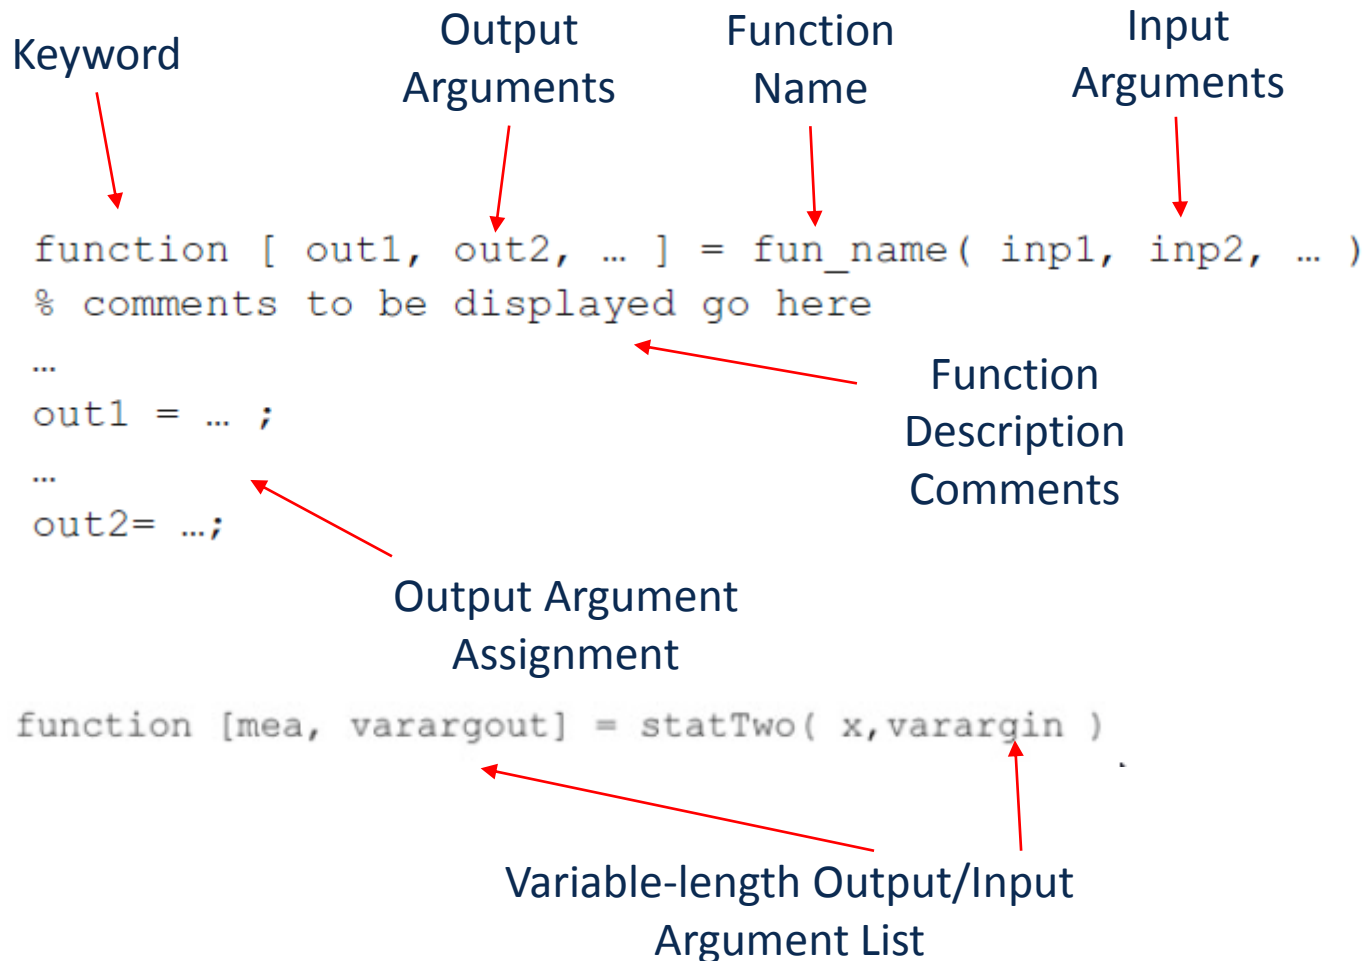 Keyword
Output
Arguments
Function
Name
Input
Arguments
function [ out1, out2, … ] = fun_name( inp1, inp2, … )
% comments to be displayed go here
…
out1 = … ;
…
out2= …;
Function
Description
Comments
Output Argument
Assignment
function [mea, varargout] = statTwo( x,varargin )
Variable-length Output/Input
Argument List